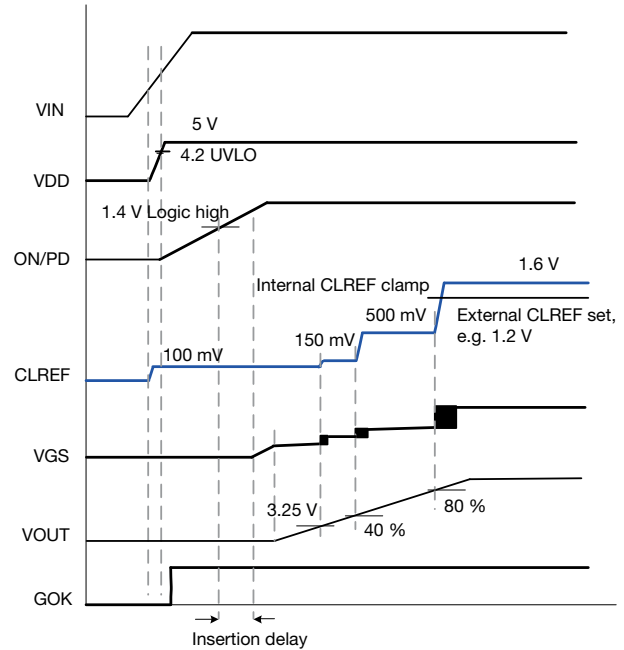 VIN
5 V
4.2 UVLO
VDD
1.4 V Logic high
ON/PD
1.6 V
Internal CLREF clamp
500 mV
External CLREF set,
e.g. 1.2 V
150 mV
100 mV
CLREF
VGS
3.25 V
80 %
40 %
VOUT
GOK
Insertion delay